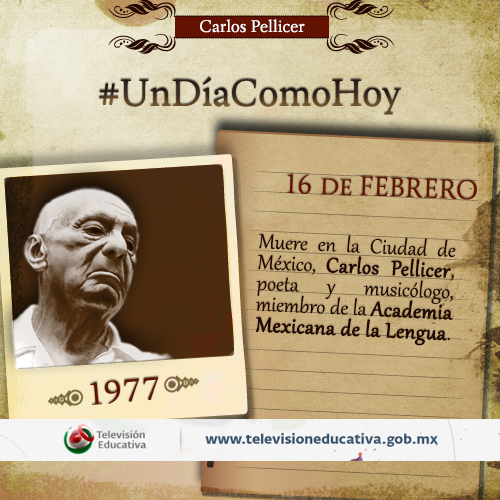 Carlos Pellicer
#UnDíaComoHoy
16 DE FEBRERO
Muere en la Ciudad de
México, Carlos Pellicer,
poeta y musicólogo,
miembro de la Academia
Mexicana de la Lengua.
1977
Televisión
Educativa
www.televisioneducativa.gob.mx